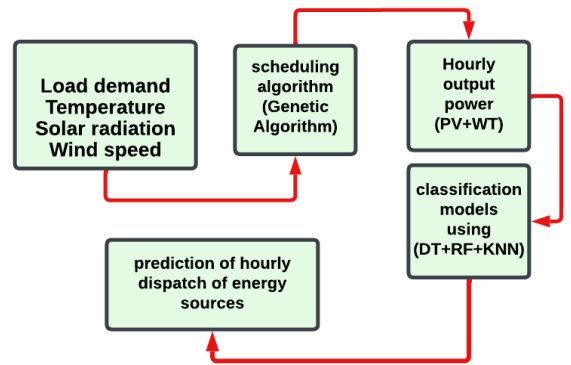 Load demand
Temperature
Solar radiation
Wind speed
scheduling
algorithm
(Genetic
Algorithm)
Hourly
output
power
(PV+WT)
classification
models
using
(DT+RF+KNN)
prediction of hourly
dispatch of energy
sources